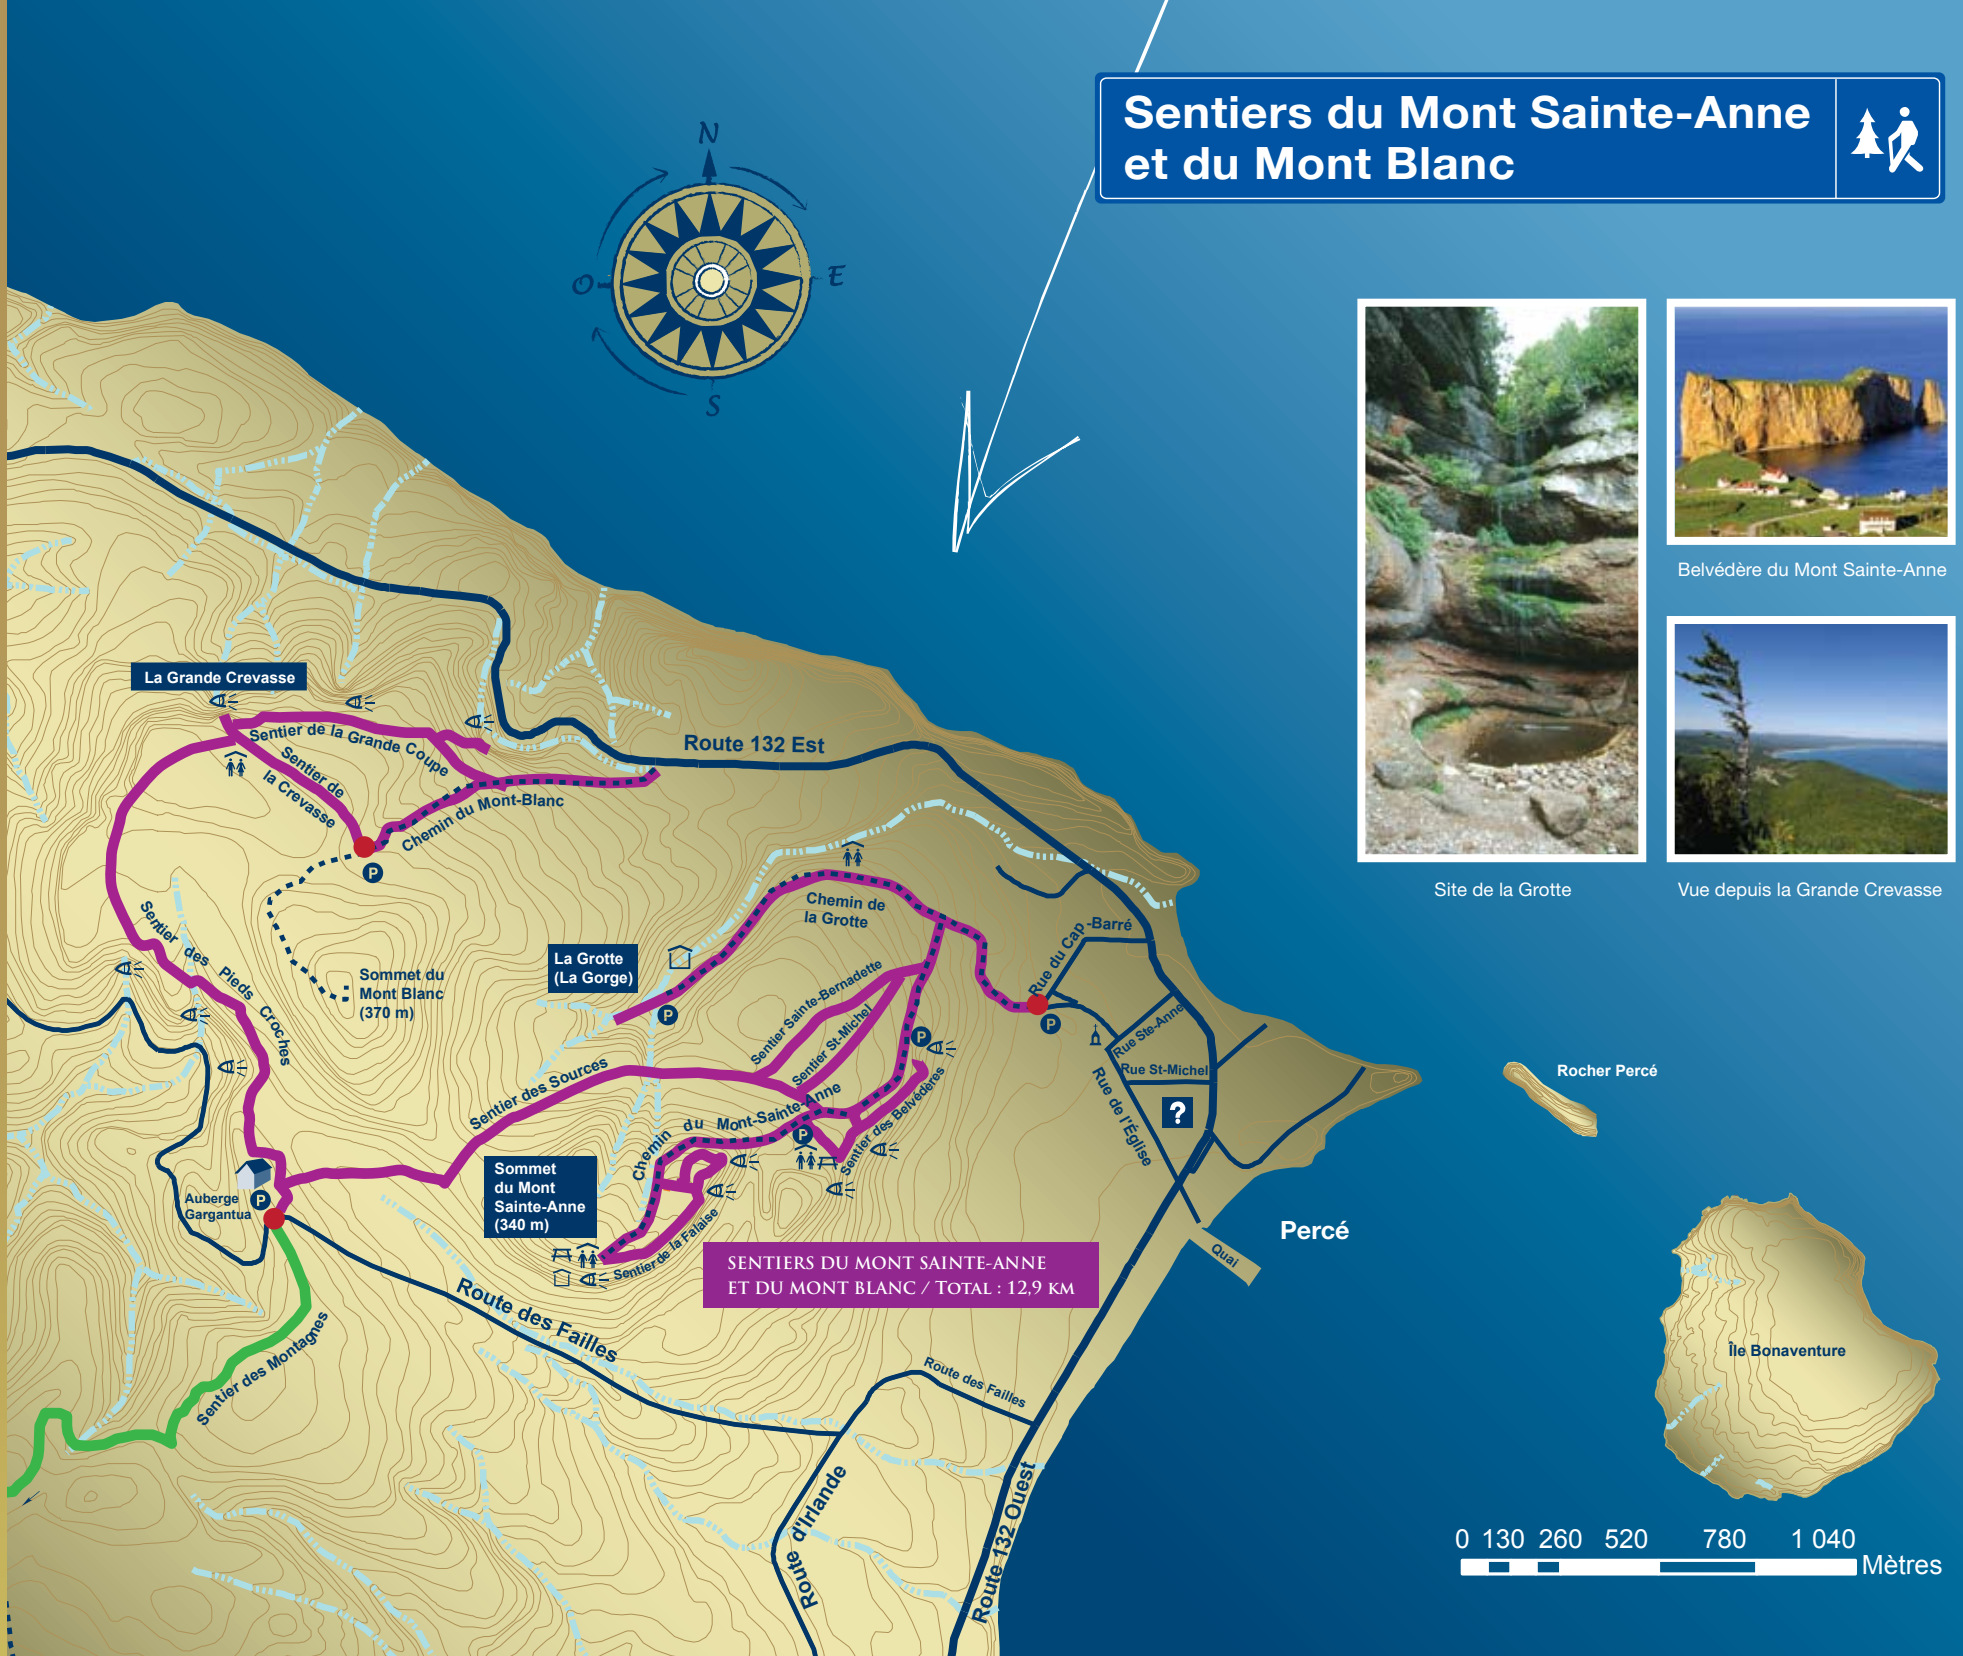 Sentiers du Mont Sainte-Anne
et du Mont Blanc
N
O
E
S
Belvédère du Mont Sainte-Anne
Site de la Grotte
Vue depuis la Grande Crevasse
La Grande Crevasse
Sentier de la Grande Coupe
Sentier de
la Crevasse
Chemin du Mont-Blanc
Route 132 Est
P
Sentier des Pieds Croches
Sommet du
Mont Blanc
(370 m)
Chemin de
la Grotte
La Grotte
(La Gorge)
P
Rue du Cap-Barré
P
Sentier Sainte-Bernadette
Sentier St-Michel
P
Rue Ste-Anne
Rue St-Michel
Rue de l'Église
?
Rocher Percé
Sentier des Sources
Chemin du Mont-Sainte-Anne
P
Sentier des Belvédères
Sommet
du Mont
Sainte-Anne
(340 m)
Sentier de la Falaise
Auberge
Gargantua
P
Percé
Quai
SENTIERS DU MONT SAINTE-ANNE
ET DU MONT BLANC / TOTAL : 12,9 KM
Route des Failles
Sentier des Montagnes
Route des Failles
Île Bonaventure
Route d'Irlande
Route 132 Ouest
0 130 260 520 780 1 040
Mètres